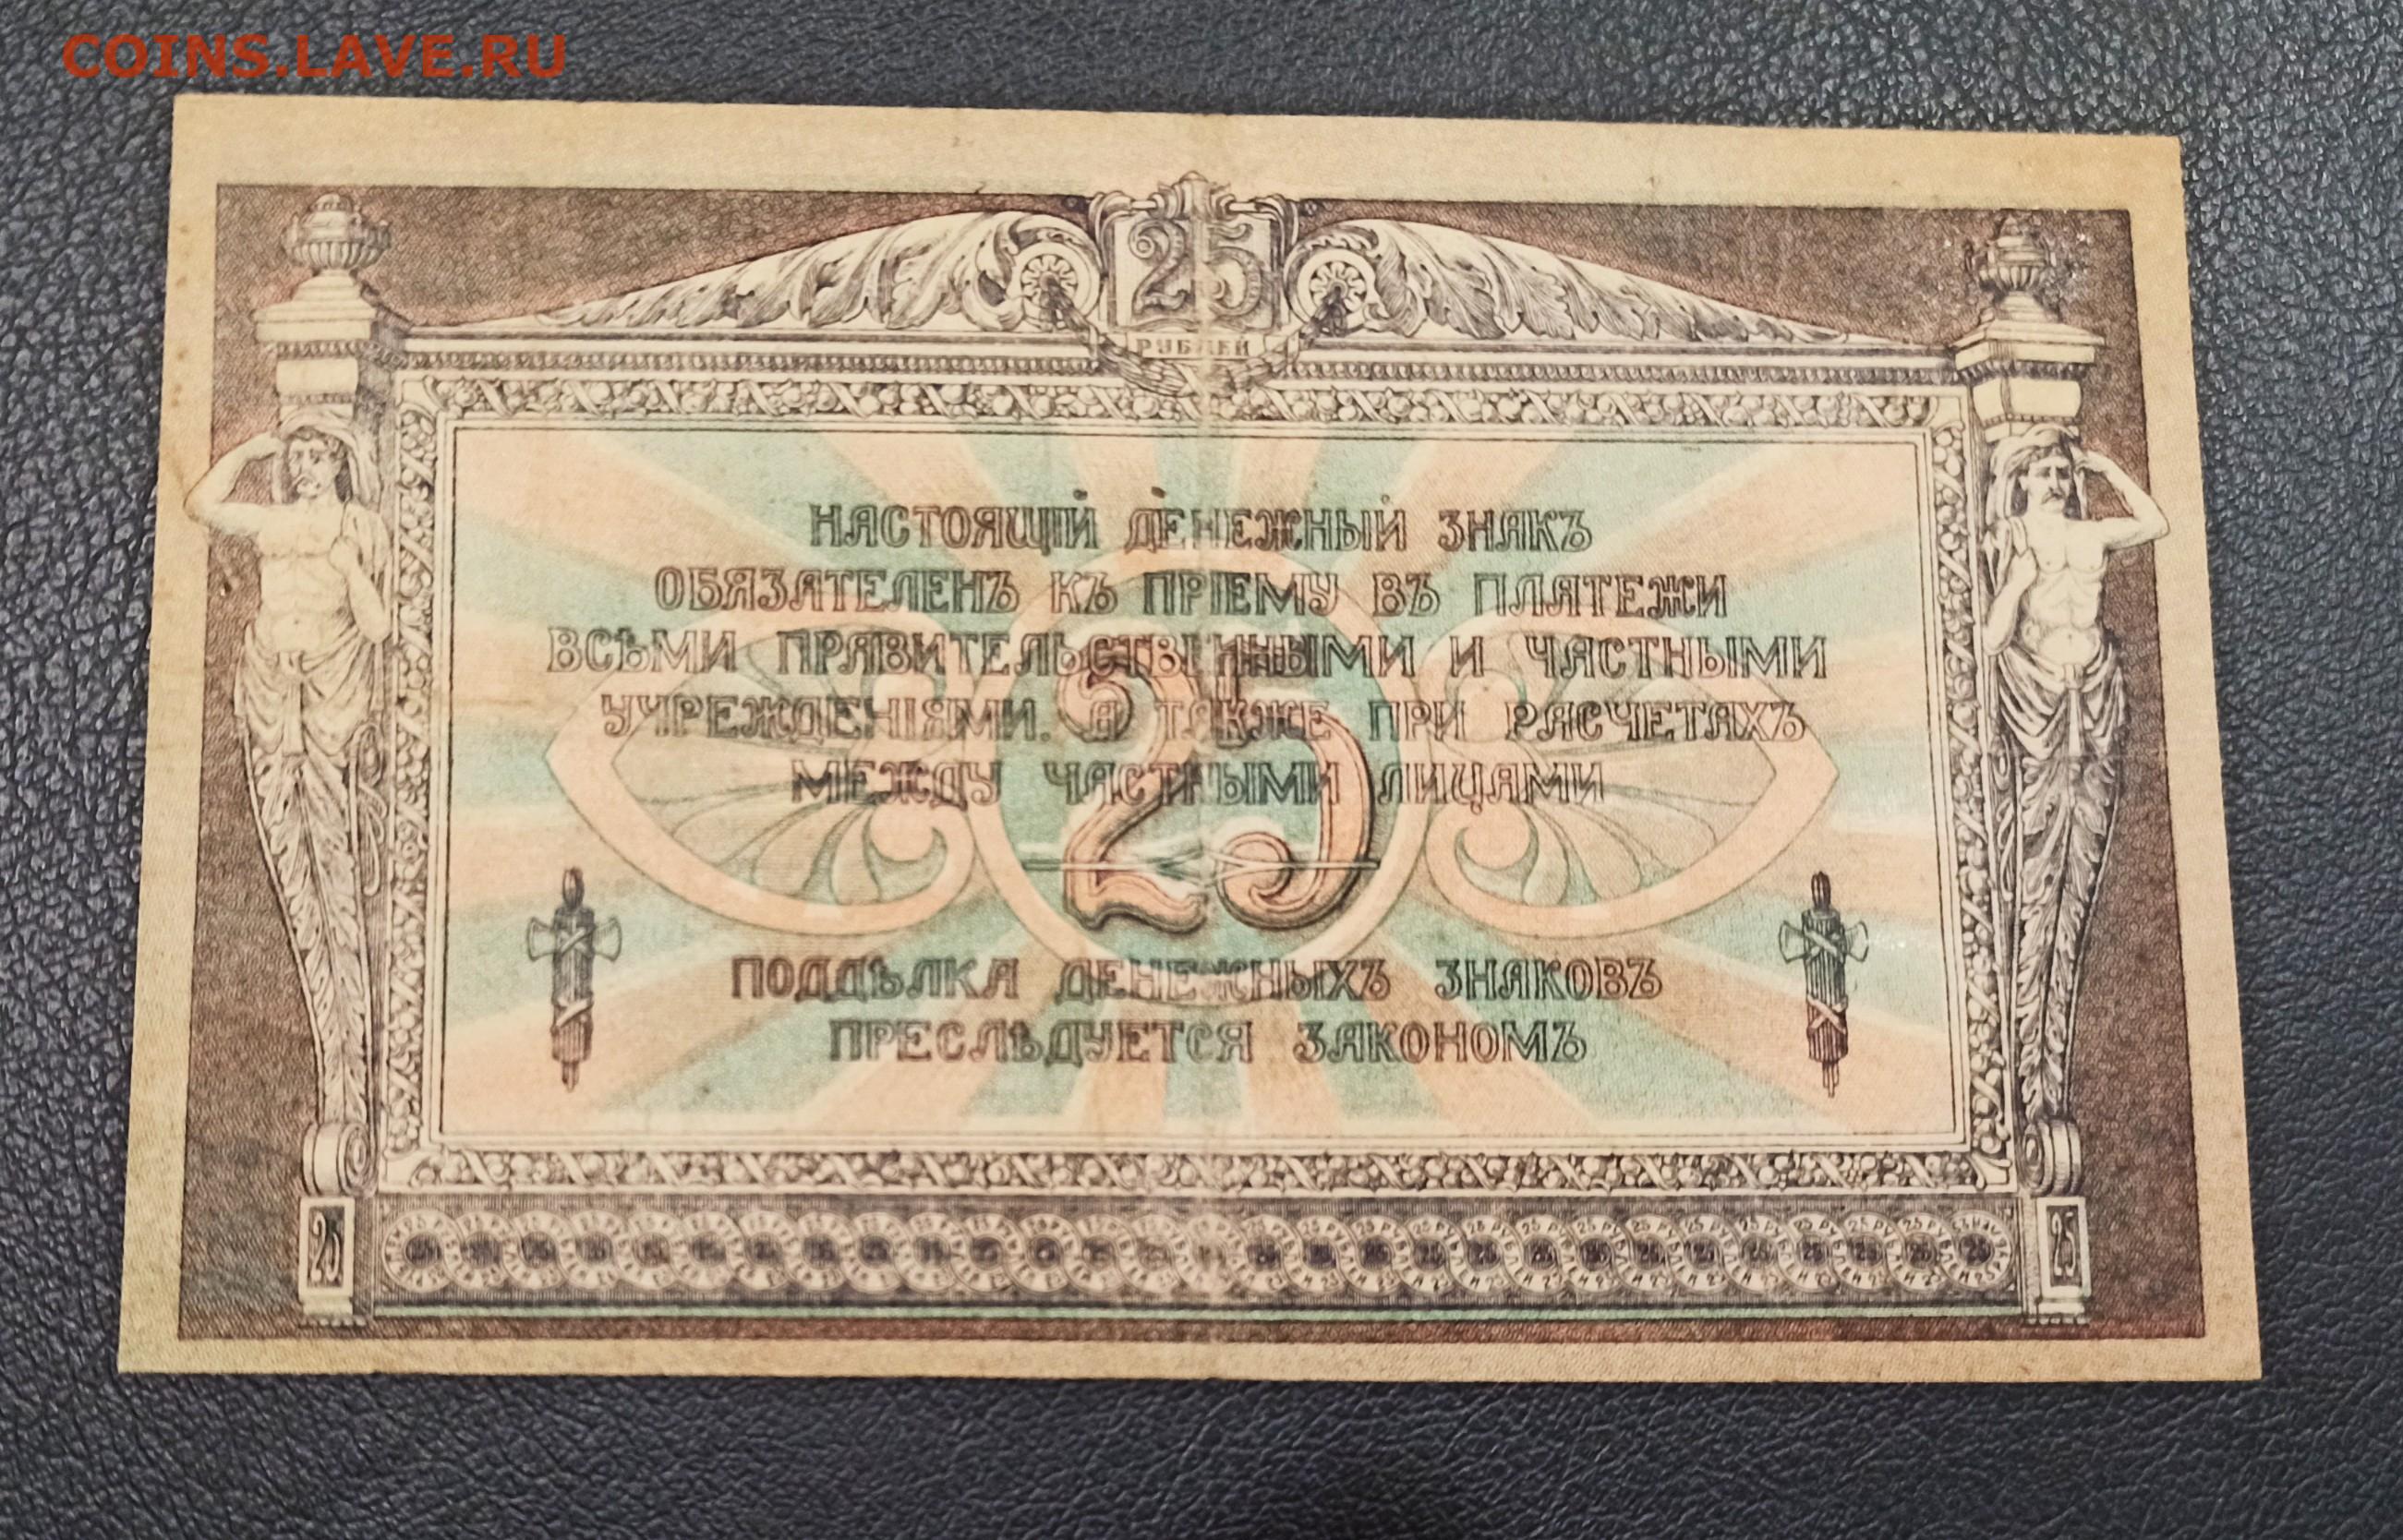 COINS.LAVE.RU
25
РУБЛЕЙ
НАСТОЯЩІЙ ДЕНЕЖНЫЙ ЗНАКЪ
ОБЯЗАТЕЛЕНЪ КЪ ПРІЕМУ ВЪ ПЛАТЕЖИ
ВСѢМИ ПРАВИТЕЛЬСТВЕННЫМИ И ЧАСТНЫМИ
УЧРЕЖДЕНІЯМИ. А ТАКЖЕ ПРИ РАСЧЕТАХЪ
МЕЖДУ ЧАСТНЫМИ ЛИЦАМИ
25
ПОДДѢЛКА ДЕНЕЖНЫХЪ ЗНАКОВЪ
ПРЕСЛѢДУЕТСЯ ЗАКОНОМЪ
25 25